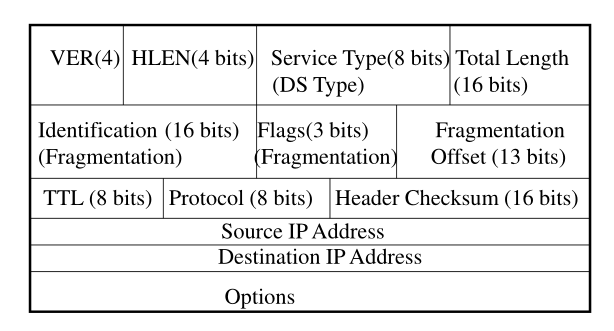 VER(4) HLEN(4 bits) Service Type(8 bits) Total Length
(DS Type) (16 bits)
Identification (16 bits) Flags(3 bits) Fragmentation
(Fragmentation) (Fragmentation) Offset (13 bits)
TTL (8 bits) Protocol (8 bits) Header Checksum (16 bits)
Source IP Address
Destination IP Address
Options